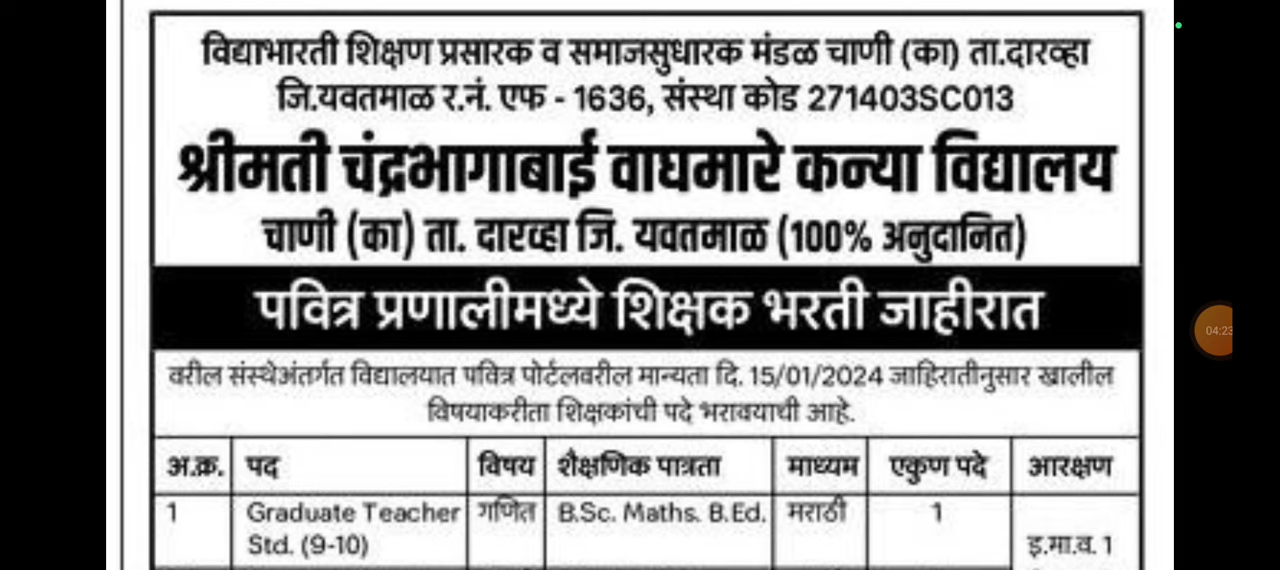 विद्याभारती शिक्षण प्रसारक व समाजसुधारक मंडळ चाणी (का) ता.दारव्हा
जि.यवतमाळ र.नं. एफ - 1636, संस्था कोड 271403SC013
श्रीमती चंद्रभागाबाई वाघमारे कन्या विद्यालय
चाणी (का) ता. दारव्हा जि. यवतमाळ (100% अनुदानित)
पवित्र प्रणालीमध्ये शिक्षक भरती जाहीरात
वरील संस्थेअंतर्गत विद्यालयात पवित्र पोर्टलवरील मान्यता दि. 15/01/2024 जाहिरातीनुसार खालील
विषयाकरीता शिक्षकांची पदे भरावयाची आहे.
अ.क्र. पद विषय शैक्षणिक पात्रता माध्यम एकुण पदे आरक्षण
1 Graduate Teacher गणित B.Sc. Maths. B.Ed. मराठी 1
Std. (9-10) इ.मा.व. 1
04:23